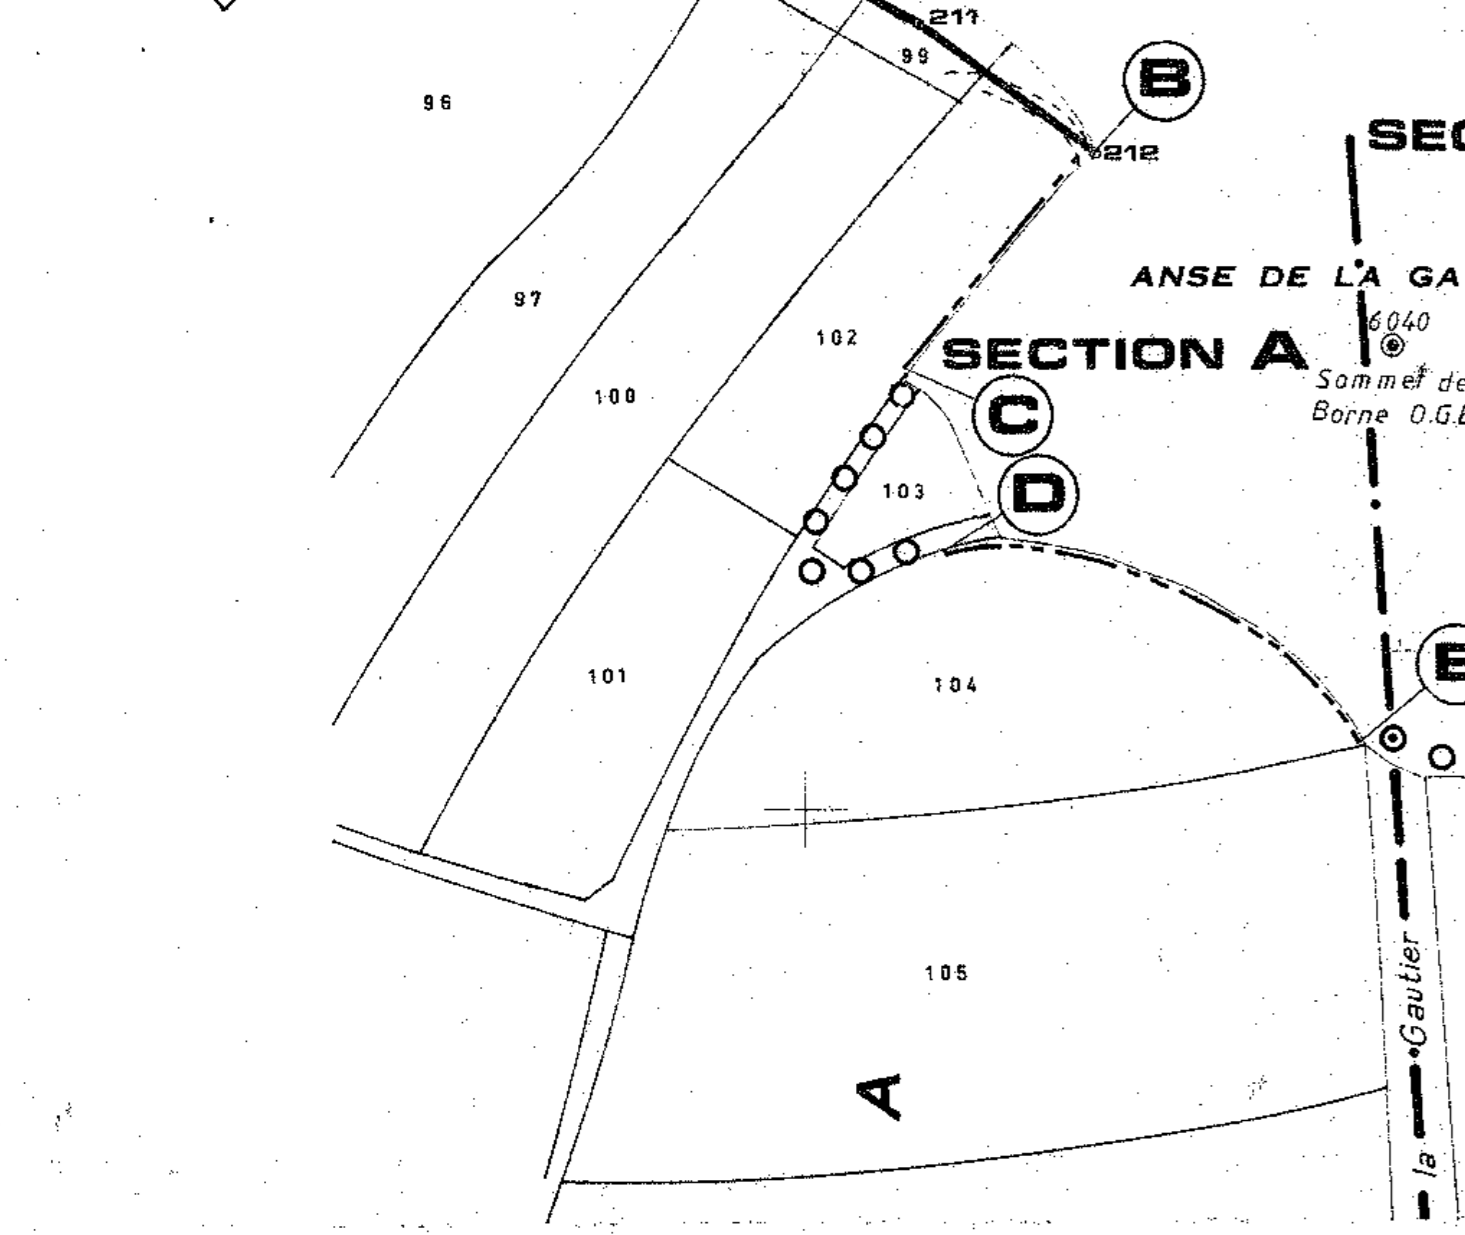 211
99
B
96
212
SEC
ANSE DE LA GA
97
6040
102
SECTION A
Sommet de
100
C
Borne O.G.E
103
D
E
101
104
105
A
la Gautier